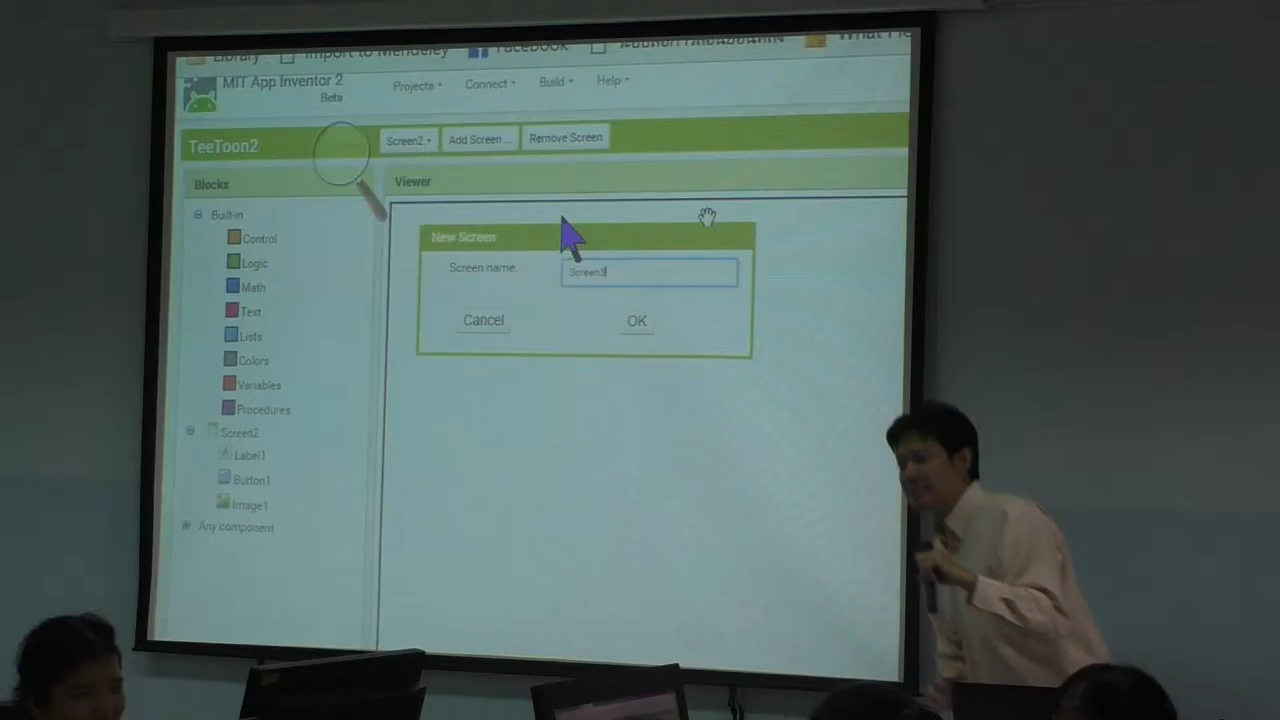 Library Import to Mendeley Facebook
MIT App Inventor 2
Beta
Projects Connect Build Help
TeeToon2 Screen2 Add Screen ... Remove Screen
Blocks Viewer
Built-in
Control
Logic
Math
Text
Lists
Colors
Variables
Procedures
Screen2
Label1
Button1
Image1
Any component
New Screen
Screen name:
Screen3
Cancel OK